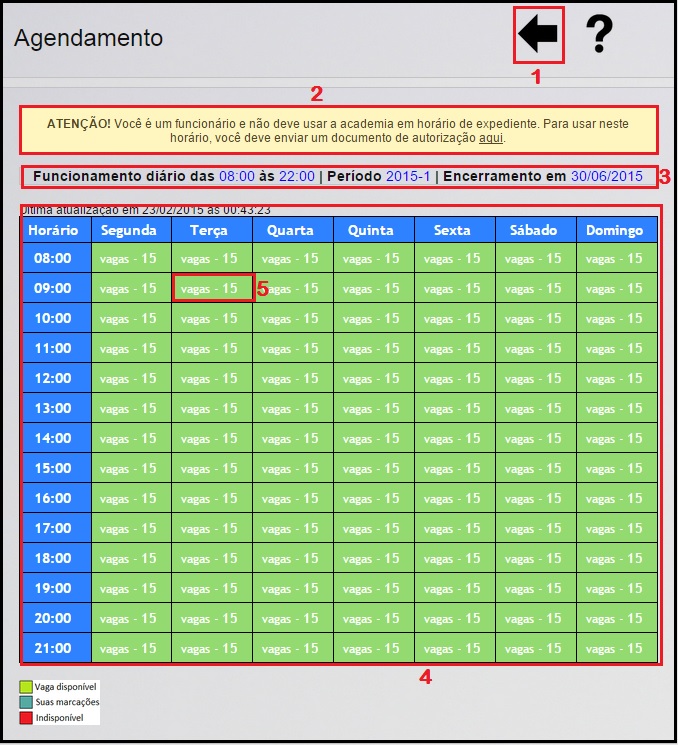 Agendamento
?
1
2
ATENÇÃO! Você é um funcionário e não deve usar a academia em horário de expediente. Para usar neste
horário, você deve enviar um documento de autorização aqui.
Funcionamento diário das 08:00 às 22:00 | Período 2015-1 | Encerramento em 30/06/2015 3
Última atualização em 23/02/2015 às 00:43:23
Horário Segunda Terça Quarta Quinta Sexta Sábado Domingo
08:00 vagas - 15 vagas - 15 vagas - 15 vagas - 15 vagas - 15 vagas - 15 vagas - 15
09:00 vagas - 15 vagas - 15 5 vagas - 15 vagas - 15 vagas - 15 vagas - 15 vagas - 15
10:00 vagas - 15 vagas - 15 vagas - 15 vagas - 15 vagas - 15 vagas - 15 vagas - 15
11:00 vagas - 15 vagas - 15 vagas - 15 vagas - 15 vagas - 15 vagas - 15 vagas - 15
12:00 vagas - 15 vagas - 15 vagas - 15 vagas - 15 vagas - 15 vagas - 15 vagas - 15
13:00 vagas - 15 vagas - 15 vagas - 15 vagas - 15 vagas - 15 vagas - 15 vagas - 15
14:00 vagas - 15 vagas - 15 vagas - 15 vagas - 15 vagas - 15 vagas - 15 vagas - 15
15:00 vagas - 15 vagas - 15 vagas - 15 vagas - 15 vagas - 15 vagas - 15 vagas - 15
16:00 vagas - 15 vagas - 15 vagas - 15 vagas - 15 vagas - 15 vagas - 15 vagas - 15
17:00 vagas - 15 vagas - 15 vagas - 15 vagas - 15 vagas - 15 vagas - 15 vagas - 15
18:00 vagas - 15 vagas - 15 vagas - 15 vagas - 15 vagas - 15 vagas - 15 vagas - 15
19:00 vagas - 15 vagas - 15 vagas - 15 vagas - 15 vagas - 15 vagas - 15 vagas - 15
20:00 vagas - 15 vagas - 15 vagas - 15 vagas - 15 vagas - 15 vagas - 15 vagas - 15
21:00 vagas - 15 vagas - 15 vagas - 15 vagas - 15 vagas - 15 vagas - 15 vagas - 15
4
Vaga disponível
Suas marcações
Indisponível